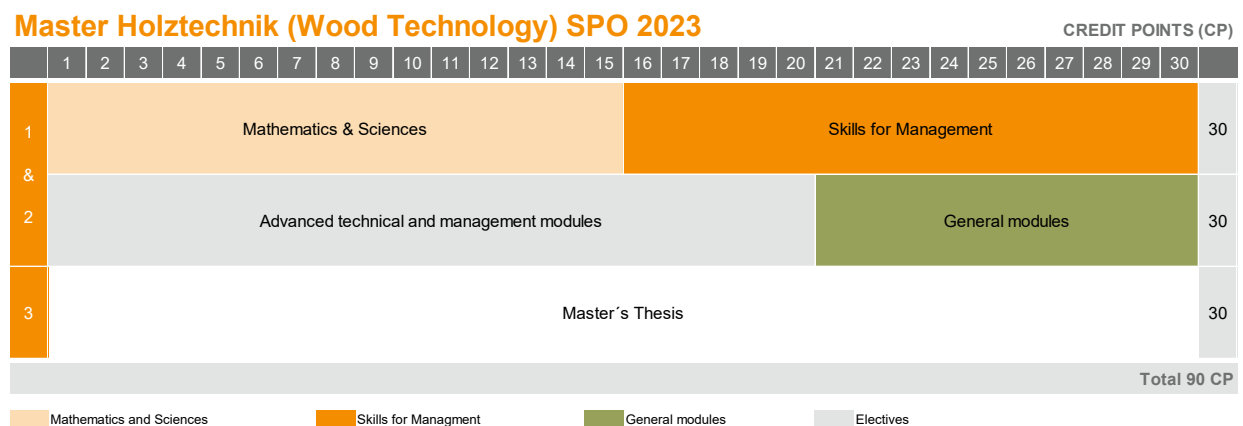 Master Holztechnik (Wood Technology) SPO 2023
CREDIT POINTS (CP)
1 2 3 4 5 6 7 8 9 10 11 12 13 14 15 16 17 18 19 20 21 22 23 24 25 26 27 28 29 30
1
&
2
Mathematics & Sciences
Skills for Management
30
Advanced technical and management modules
General modules
30
3
Master´s Thesis
30
Total 90 CP
Mathematics and Sciences
Skills for Managment
General modules
Electives